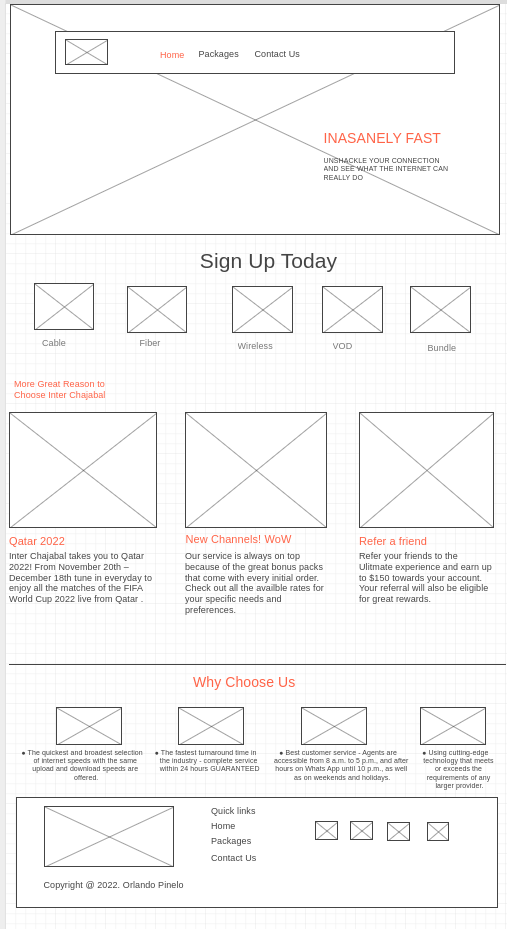 Home Packages Contact Us
INASANELY FAST
UNSHACKLE YOUR CONNECTION
AND SEE WHAT THE INTERNET CAN
REALLY DO
Sign Up Today
Cable Fiber Wireless VOD Bundle
More Great Reason to
Choose Inter Chajabal
Qatar 2022
Inter Chajabal takes you to Qatar
2022! From November 20th –
December 18th tune in everyday to
enjoy all the matches of the FIFA
World Cup 2022 live from Qatar .
New Channels! WoW
Our service is always on top
because of the great bonus packs
that come with every initial order.
Check out all the availble rates for
your specific needs and
preferences.
Refer a friend
Refer your friends to the
Ulitmate experience and earn up
to $150 towards your account.
Your referral will also be eligible
for great rewards.
Why Choose Us
● The quickest and broadest selection
of internet speeds with the same
upload and download speeds are
offered.
● The fastest turnaround time in
the industry - complete service
within 24 hours GUARANTEED
● Best customer service - Agents are
accessible from 8 a.m. to 5 p.m., and after
hours on Whats App until 10 p.m., as well
as on weekends and holidays.
● Using cutting-edge
technology that meets
or exceeds the
requirements of any
larger provider.
Quick links
Home
Packages
Contact Us
Copyright @ 2022. Orlando Pinelo